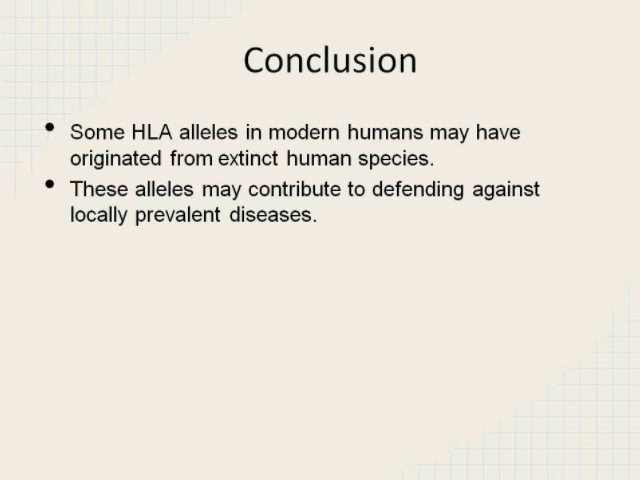 Conclusion
• Some HLA alleles in modern humans may have
originated from extinct human species.
• These alleles may contribute to defending against
locally prevalent diseases.